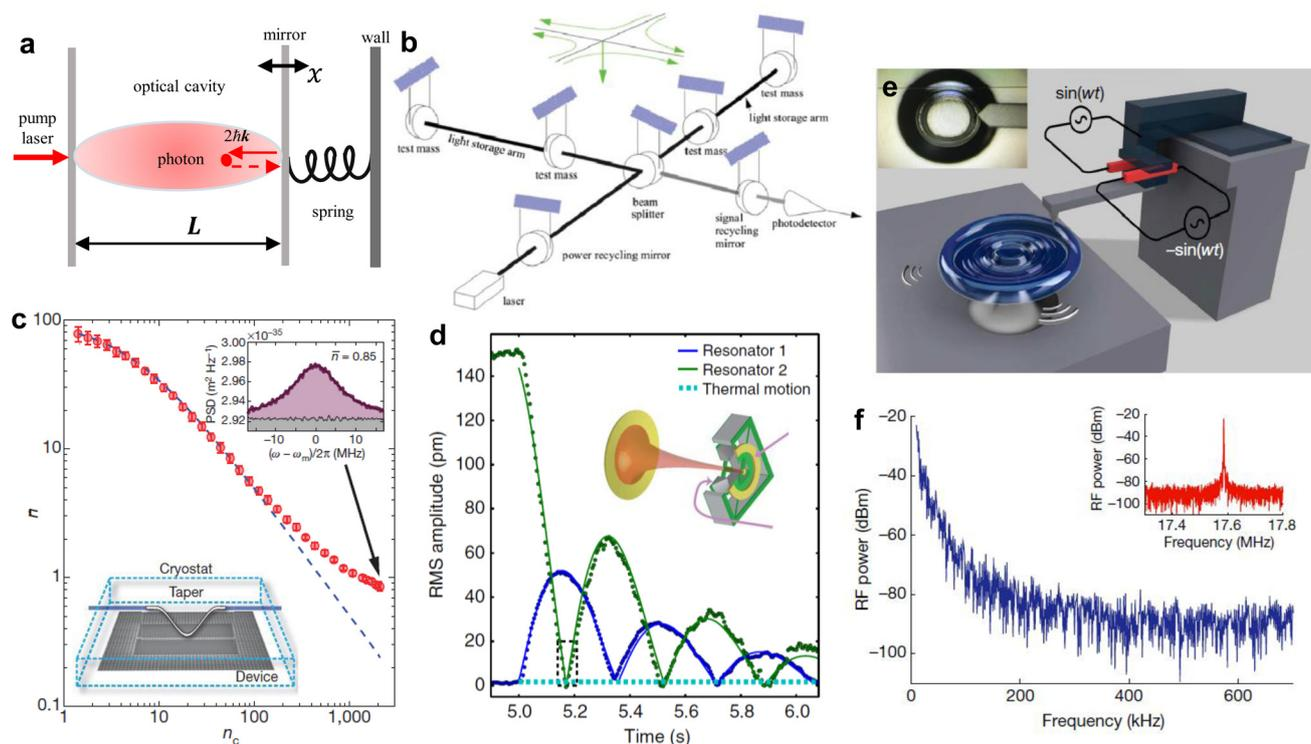 a
mirror
wall
x
optical cavity
pump
laser
2ħk
photon
spring
L
b
test mass
light storage arm
test mass
light storage arm
test mass
test mass
beam
splitter
signal
recycling
mirror
photodetector
power recycling mirror
laser
c
100
10
1
0.1
n
1
10
100
1,000
n_c
×10⁻³⁵
3.00
2.98
2.96
2.94
2.92
PSD (m² Hz⁻¹)
n̄ = 0.85
−10
0
10
(ω − ω_m)/2π (MHz)
Cryostat
Taper
Device
d
Resonator 1
Resonator 2
Thermal motion
140
120
100
80
60
40
20
0
RMS amplitude (pm)
5.0
5.2
5.4
5.6
5.8
6.0
Time (s)
e
sin(wt)
−sin(wt)
f
−20
−40
−60
−80
−100
RF power (dBm)
0
200
400
600
Frequency (kHz)
−20
−40
−60
−80
−100
RF power (dBm)
17.4
17.6
17.8
Frequency (MHz)